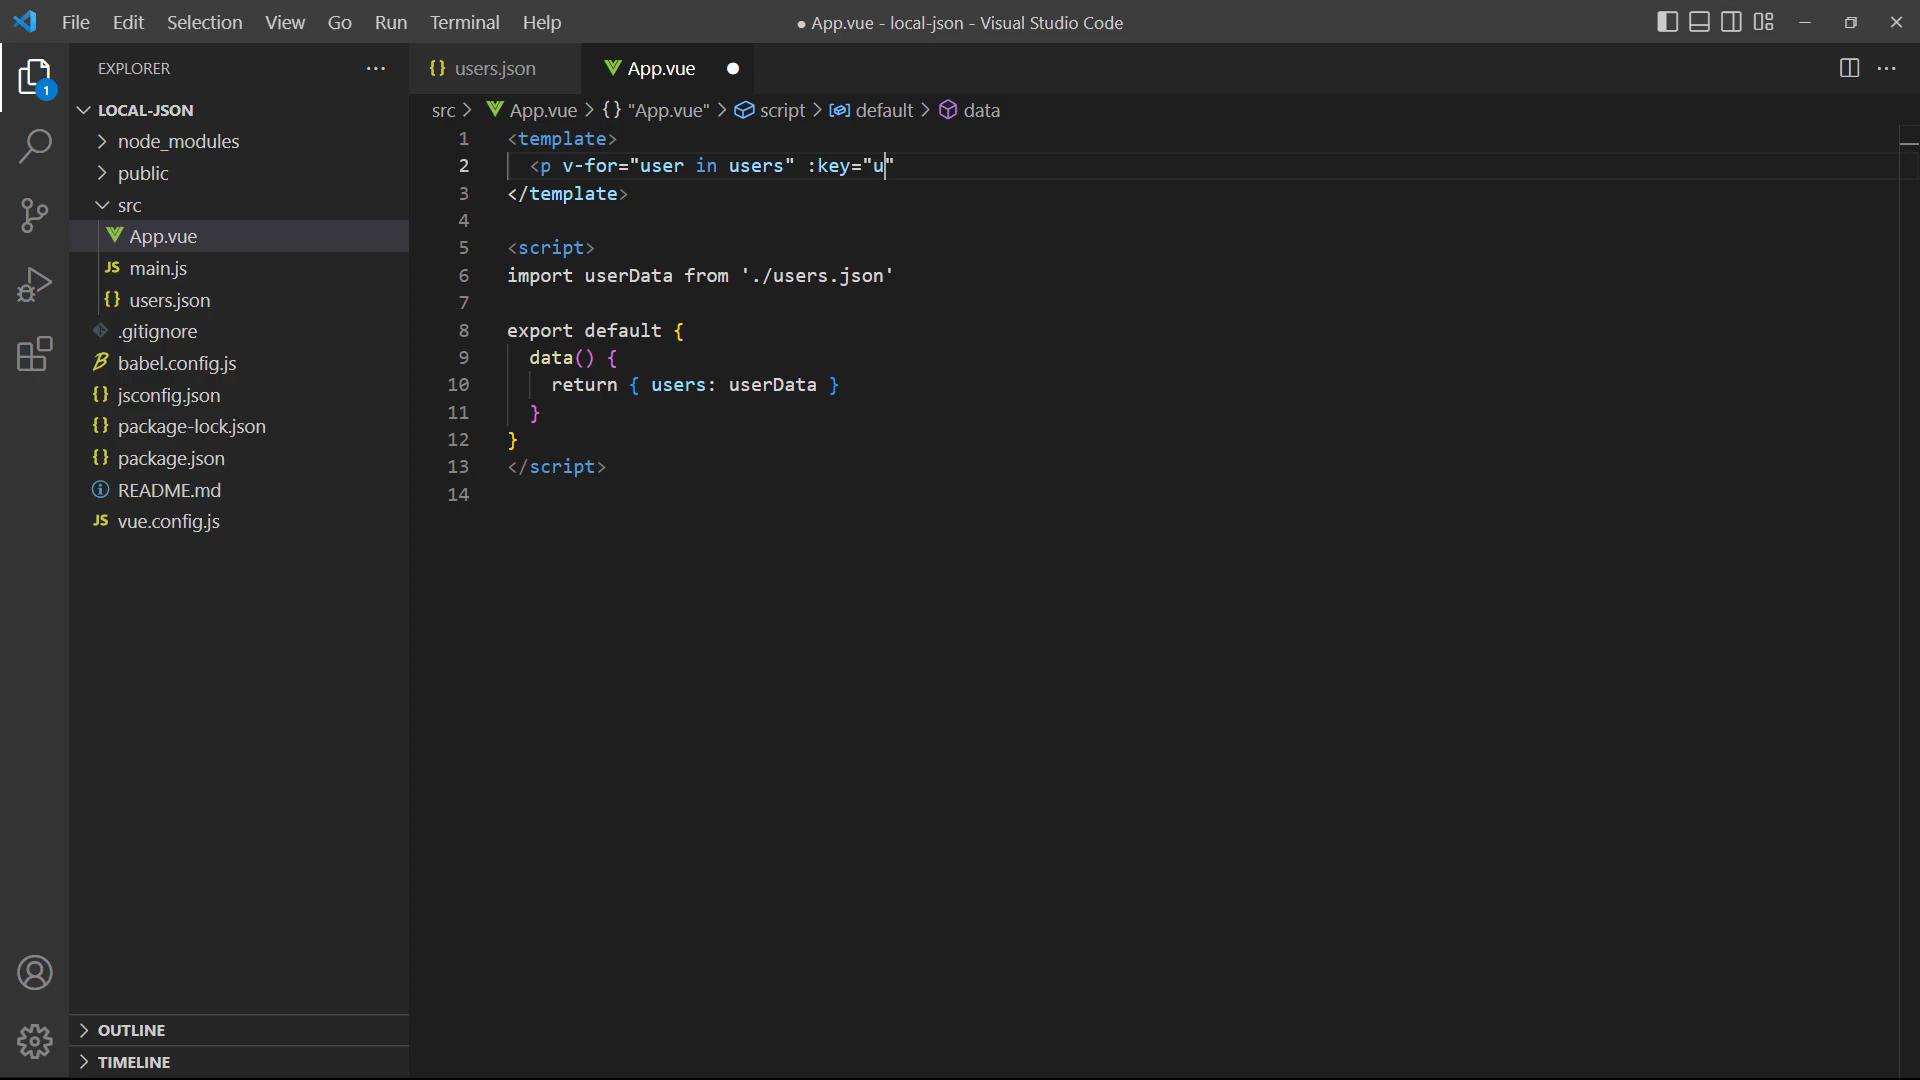 File Edit Selection View Go Run Terminal Help
● App.vue - local-json - Visual Studio Code
EXPLORER
1
LOCAL-JSON
node_modules
public
src
App.vue
JS main.js
{} users.json
.gitignore
babel.config.js
{} jsconfig.json
{} package-lock.json
{} package.json
README.md
JS vue.config.js
OUTLINE
TIMELINE
{} users.json
App.vue ●
src > App.vue > {} "App.vue" > script > default > data
1 <template>
2 <p v-for="user in users" :key="u"
3 </template>
4
5 <script>
6 import userData from './users.json'
7
8 export default {
9 data() {
10 return { users: userData }
11 }
12 }
13 </script>
14